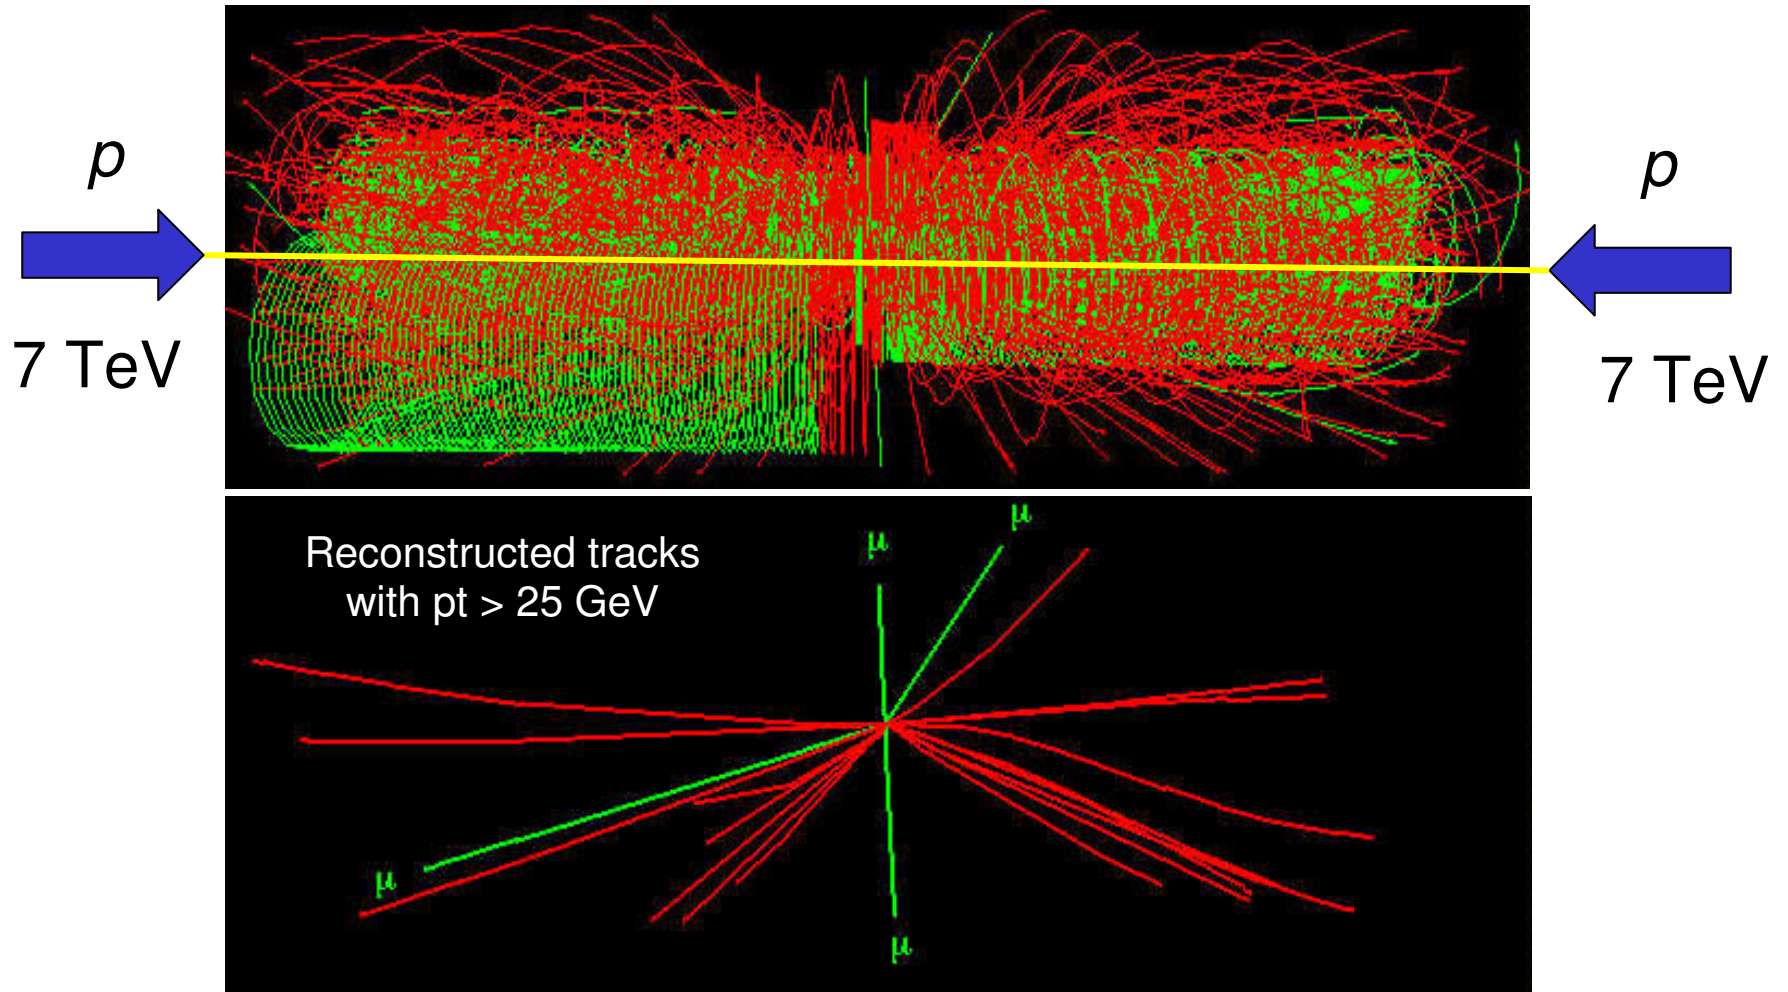 p
p
7 TeV
7 TeV
Reconstructed tracks
with pt > 25 GeV
μ
μ
μ
μ